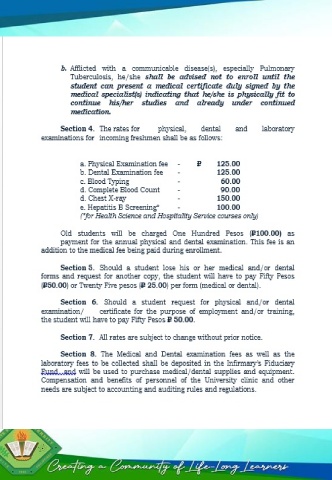 b. Afflicted with a communicable disease(s), especially Pulmonary
Tuberculosis, he/she shall be advised not to enroll until the
student can present a medical certificate duly signed by the
medical specialist(s) indicating that he/she is physically fit to
continue his/her studies and already under continued
medication.
Section 4. The rates for physical, dental and laboratory
examinations for incoming freshmen shall be as follows:
a. Physical Examination fee - ₱ 125.00
b. Dental Examination fee - 125.00
c. Blood Typing - 60.00
d. Complete Blood Count - 90.00
d. Chest X-ray - 150.00
e. Hepatitis B Screening* - 100.00
(*for Health Science and Hospitality Service courses only)
Old students will be charged One Hundred Pesos (₱100.00) as
payment for the annual physical and dental examination. This fee is an
addition to the medical fee being paid during enrollment.
Section 5. Should a student lose his or her medical and/or dental
forms and request for another copy, the student will have to pay Fifty Pesos
(₱50.00) or Twenty Five pesos (₱ 25.00) per form (medical or dental).
Section 6. Should a student request for physical and/or dental
examination/ certificate for the purpose of employment and/or training,
the student will have to pay Fifty Pesos ₱ 50.00.
Section 7. All rates are subject to change without prior notice.
Section 8. The Medical and Dental examination fees as well as the
laboratory fees to be collected shall be deposited in the Infirmary's Fiduciary
Fund and will be used to purchase medical/dental supplies and equipment.
Compensation and benefits of personnel of the University clinic and other
needs are subject to accounting and auditing rules and regulations.
Creating a Community of Life-Long Learners